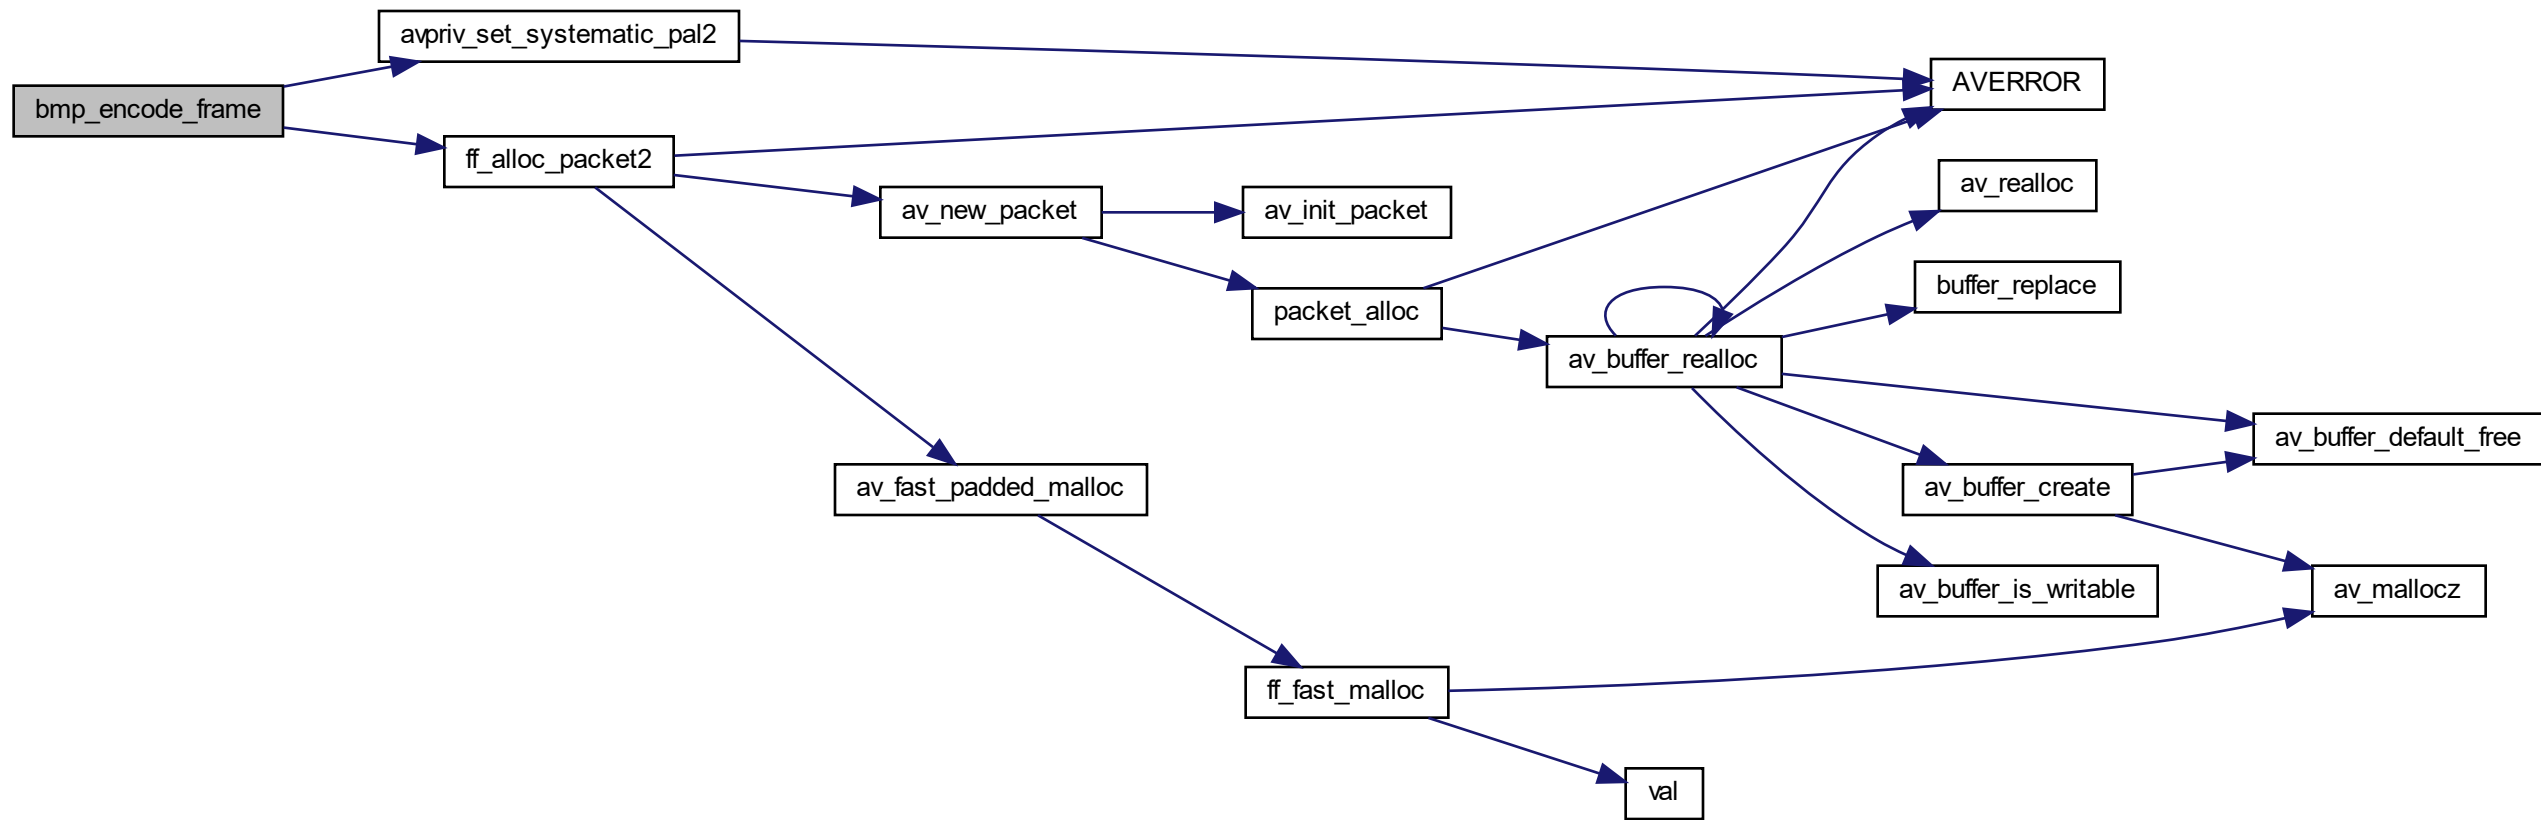 avpriv_set_systematic_pal2
AVERROR
bmp_encode_frame
ff_alloc_packet2
av_realloc
av_new_packet
av_init_packet
buffer_replace
packet_alloc
av_buffer_realloc
av_buffer_default_free
av_fast_padded_malloc
av_buffer_create
av_buffer_is_writable
av_mallocz
ff_fast_malloc
val